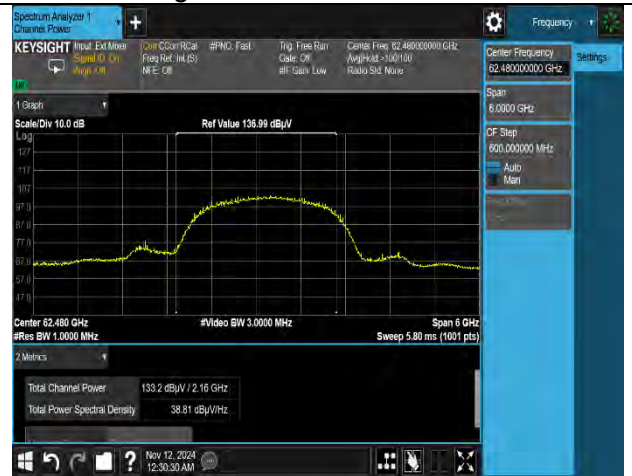 Spectrum Analyzer 1
Channel Power
Frequency
KEYSIGHT
Input: Ext Mixer
Signal ID: On
Align: Off
Corr CCorr RCal
Freq Ref: Int (S)
NFE: Off
#PNO: Fast
Trig: Free Run
Gate: Off
#IF Gain: Low
Center Freq: 62.480000000 GHz
Avg|Hold:>100/100
Radio Std: None
Center Frequency
62.480000000 GHz
Settings
Span
6.0000 GHz
CF Step
600.000000 MHz
Auto
Man
1 Graph
Scale/Div 10.0 dB
Ref Value 136.99 dBµV
Log
127
117
107
97.0
87.0
77.0
67.0
57.0
47.0
Center 62.480 GHz
#Video BW 3.0000 MHz
Span 6 GHz
#Res BW 1.0000 MHz
Sweep 5.80 ms (1001 pts)
2 Metrics
Total Channel Power
133.2 dBµV / 2.16 GHz
Total Power Spectral Density
38.81 dBµV/Hz
?
Nov 12, 2024
12:30:30 AM